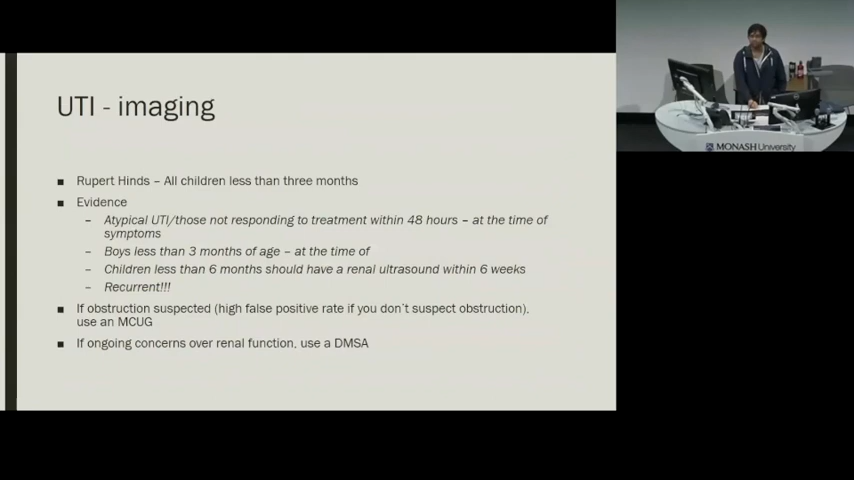 UTI - imaging
Rupert Hinds – All children less than three months
Evidence
– Atypical UTI/those not responding to treatment within 48 hours – at the time of
symptoms
– Boys less than 3 months of age – at the time of
– Children less than 6 months should have a renal ultrasound within 6 weeks
– Recurrent!!!
If obstruction suspected (high false positive rate if you don't suspect obstruction),
use an MCUG
If ongoing concerns over renal function, use a DMSA
MONASH University